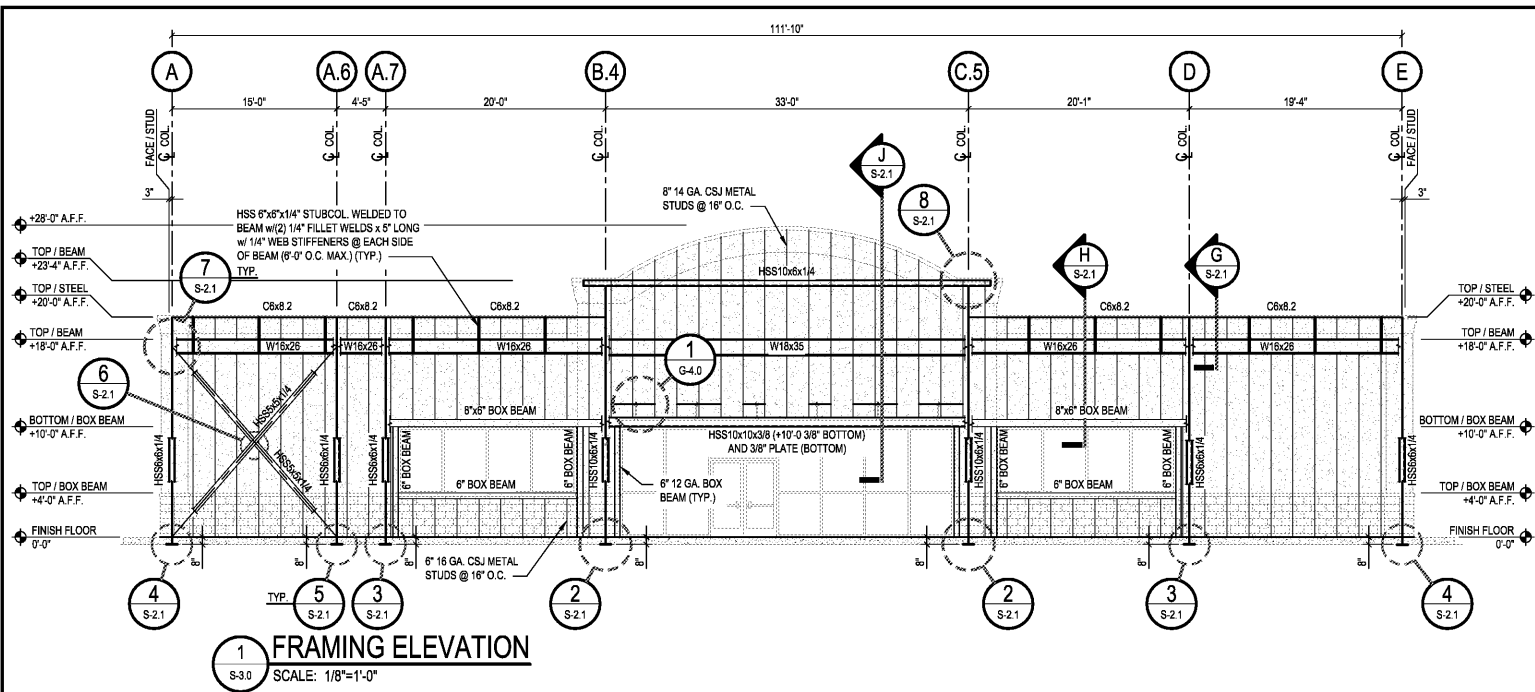 111'-10"
A
A.6
A.7
B.4
C.5
D
E
15'-0"
4'-5"
20'-0"
33'-0"
20'-1"
19'-4"
FACE / STUD
℄ COL.
℄ COL.
℄ COL.
℄ COL.
℄ COL.
℄ COL.
℄ COL.
FACE / STUD
3"
3"
J
S-2.1
8
S-2.1
H
S-2.1
G
S-2.1
8" 14 GA. CSJ METAL
STUDS @ 16" O.C.
HSS 6"x6"x1/4" STUBCOL. WELDED TO
BEAM w/(2) 1/4" FILLET WELDS x 5" LONG
w/ 1/4" WEB STIFFENERS @ EACH SIDE
OF BEAM (6'-0" O.C. MAX.) (TYP.)
+28'-0" A.F.F.
TOP / BEAM
+23'-4" A.F.F.
TOP / STEEL
+20'-0" A.F.F.
TOP / BEAM
+18'-0" A.F.F.
BOTTOM / BOX BEAM
+10'-0" A.F.F.
TOP / BOX BEAM
+4'-0" A.F.F.
FINISH FLOOR
0'-0"
7
S-2.1
TYP.
6
S-2.1
HSS10x6x1/4
C6x8.2
C6x8.2
C6x8.2
C6x8.2
C6x8.2
W16x26
W16x26
W16x26
W18x35
W16x26
W16x26
1
G-4.0
TOP / STEEL
+20'-0" A.F.F.
TOP / BEAM
+18'-0" A.F.F.
BOTTOM / BOX BEAM
+10'-0" A.F.F.
TOP / BOX BEAM
+4'-0" A.F.F.
FINISH FLOOR
0'-0"
HSS5x5x1/4
HSS5x5x1/4
HSS6x6x1/4
HSS6x6x1/4
HSS6x6x1/4
8"x6" BOX BEAM
6" BOX BEAM
6" BOX BEAM
6" BOX BEAM
HSS10x6x1/4
HSS10x10x3/8 (+10'-0 3/8" BOTTOM)
AND 3/8" PLATE (BOTTOM)
6" 12 GA. BOX
BEAM (TYP.)
HSS10x6x1/4
8"x6" BOX BEAM
6" BOX BEAM
6" BOX BEAM
6" BOX BEAM
HSS6x6x1/4
HSS6x6x1/4
6" 16 GA. CSJ METAL
STUDS @ 16" O.C.
8"
8"
8"
8"
8"
8"
8"
4
S-2.1
TYP.
5
S-2.1
3
S-2.1
2
S-2.1
2
S-2.1
3
S-2.1
4
S-2.1
1
S-3.0
FRAMING ELEVATION
SCALE: 1/8"=1'-0"